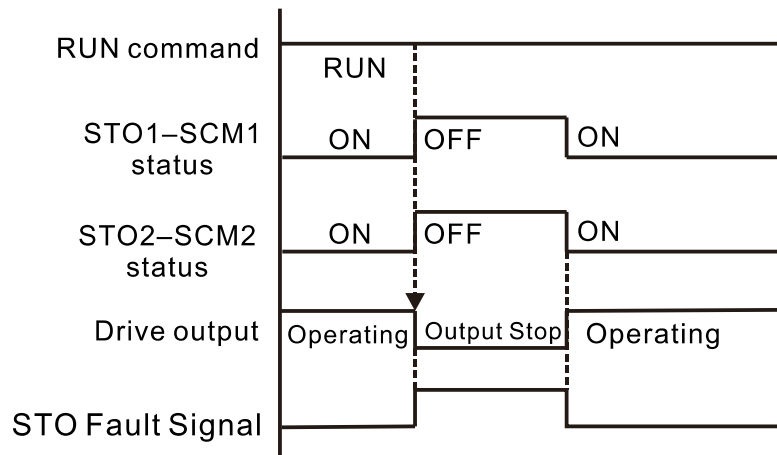 RUN command
RUN
STO1–SCM1
status
ON OFF ON
STO2–SCM2
status
ON OFF ON
Drive output
Operating Output Stop Operating
STO Fault Signal